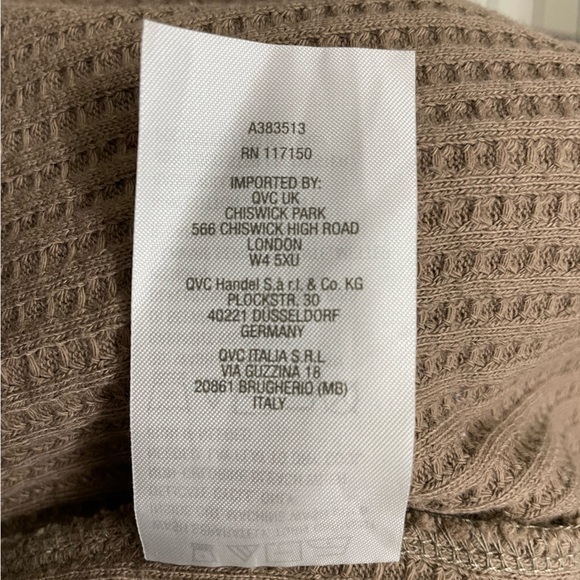 A383513
RN 117150
IMPORTED BY:
QVC UK
CHISWICK PARK
566 CHISWICK HIGH ROAD
LONDON
W4 5XU
QVC Handel S.à r.l. & Co. KG
PLOCKSTR. 30
40221 DÜSSELDORF
GERMANY
QVC ITALIA S.R.L
VIA GUZZINA 18
20861 BRUGHERIO (MB)
ITALY